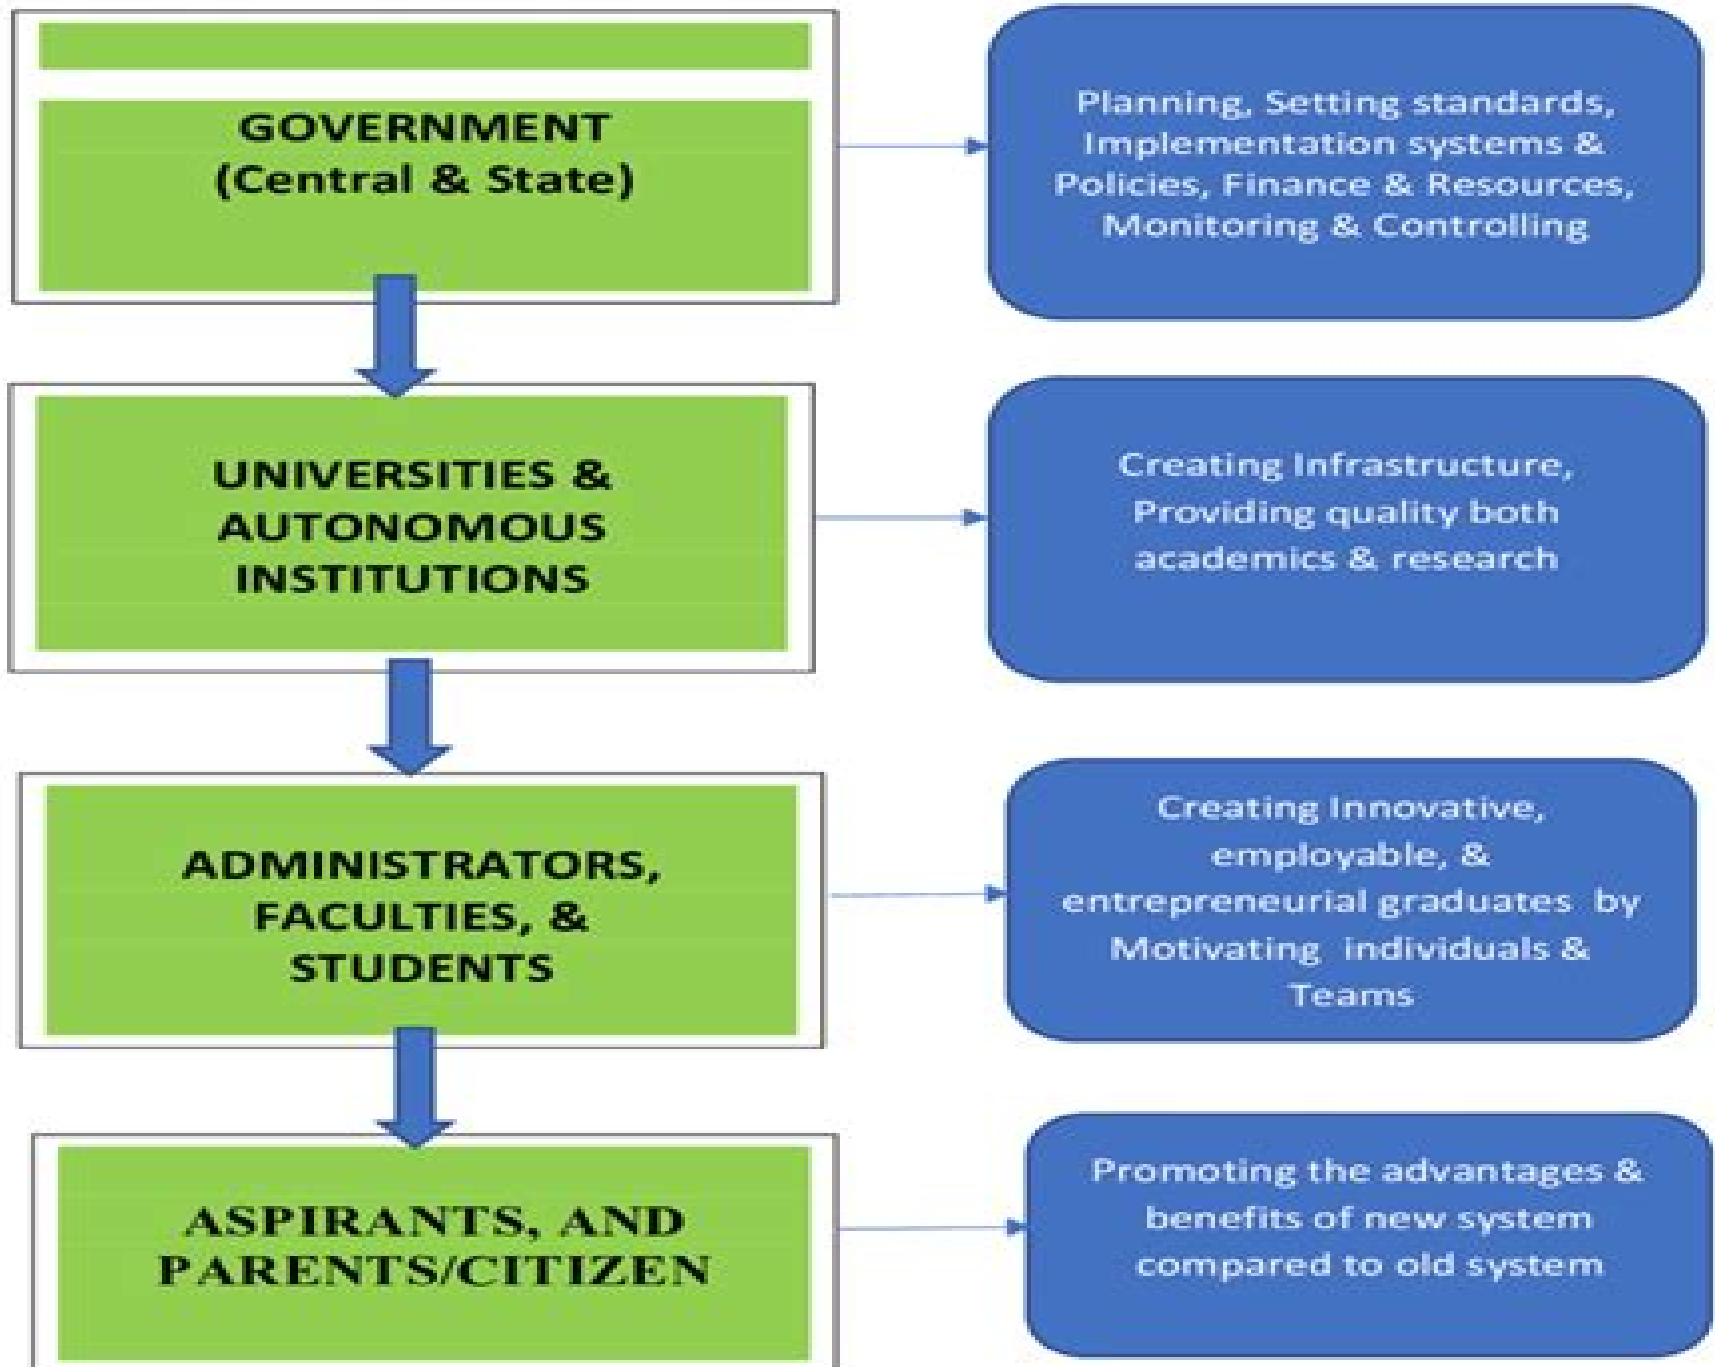 GOVERNMENT
(Central & State)
Planning, Setting standards,
Implementation systems &
Policies, Finance & Resources,
Monitoring & Controlling
UNIVERSITIES &
AUTONOMOUS
INSTITUTIONS
Creating Infrastructure,
Providing quality both
academics & research
ADMINISTRATORS,
FACULTIES, &
STUDENTS
Creating Innovative,
employable, &
entrepreneurial graduates by
Motivating individuals &
Teams
ASPIRANTS, AND
PARENTS/CITIZEN
Promoting the advantages &
benefits of new system
compared to old system